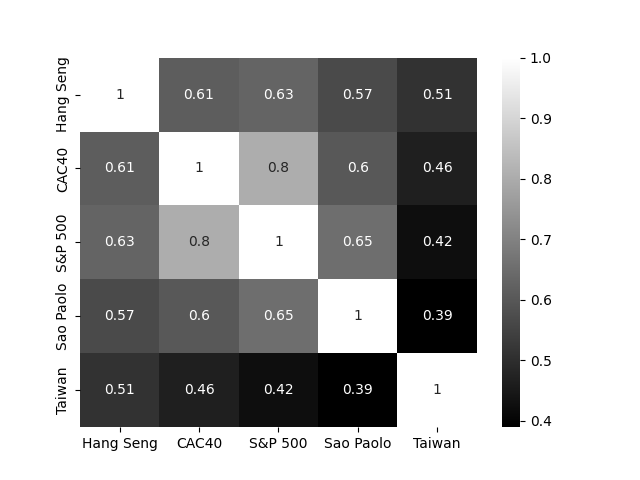 Hang Seng 1 0.61 0.63 0.57 0.51
CAC40 0.61 1 0.8 0.6 0.46
S&P 500 0.63 0.8 1 0.65 0.42
Sao Paolo 0.57 0.6 0.65 1 0.39
Taiwan 0.51 0.46 0.42 0.39 1
Hang Seng CAC40 S&P 500 Sao Paolo Taiwan
1.0
0.9
0.8
0.7
0.6
0.5
0.4